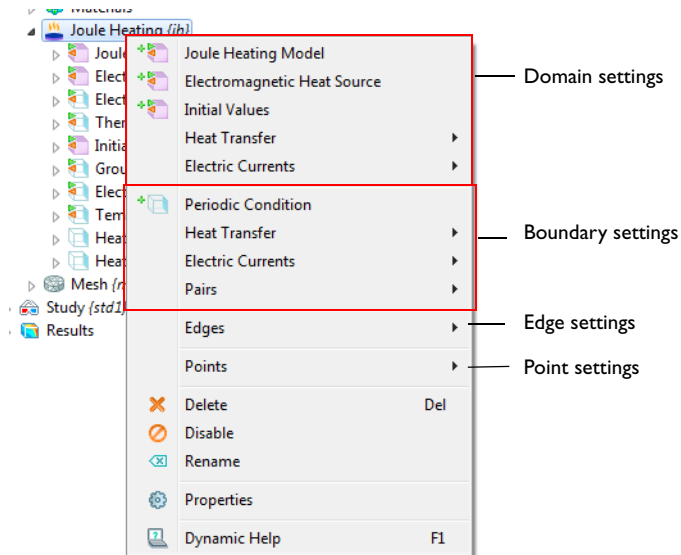 Materials
Joule Heating {jh}
Joule
Elect
Elect
Ther
Initia
Grou
Elect
Tem
Heat
Heat
Mesh
Study {std1}
Results
Joule Heating Model
Electromagnetic Heat Source
Initial Values
Heat Transfer
Electric Currents
Periodic Condition
Heat Transfer
Electric Currents
Pairs
Edges
Points
Delete Del
Disable
Rename
Properties
Dynamic Help F1
Domain settings
Boundary settings
Edge settings
Point settings